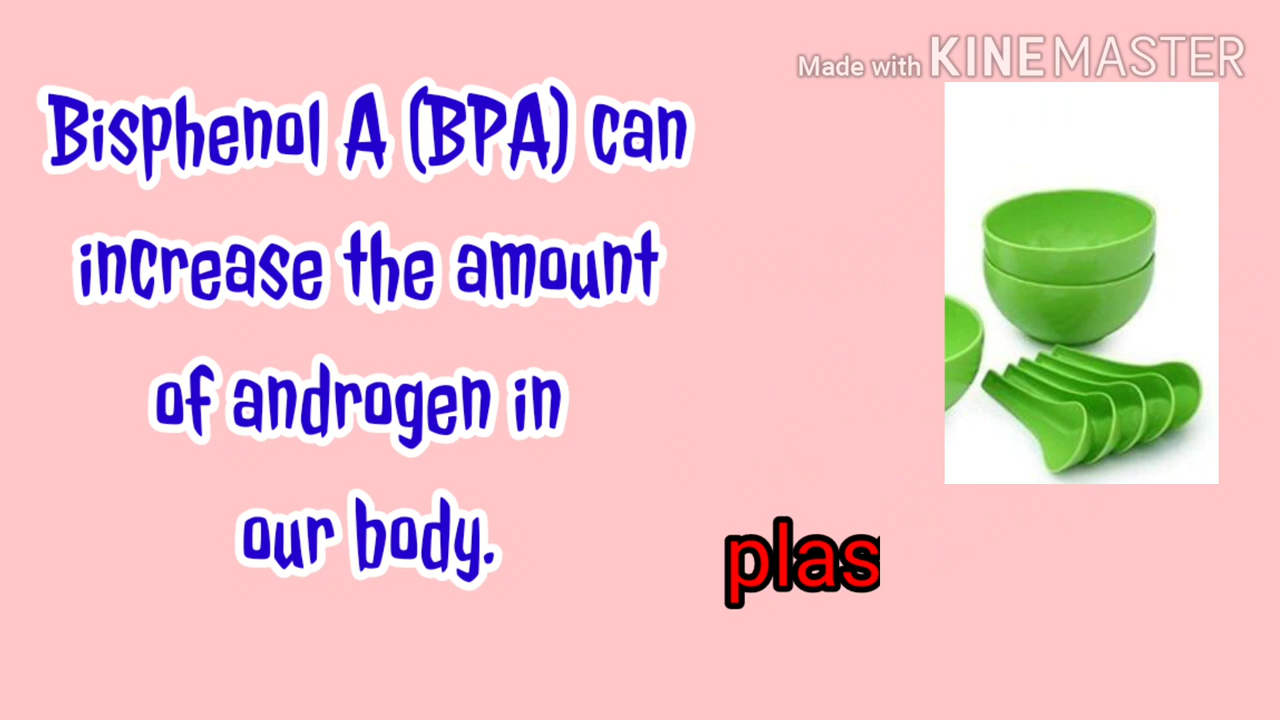 Made with KINEMASTER
Bisphenol A (BPA) can
increase the amount
of androgen in
our body.
plas